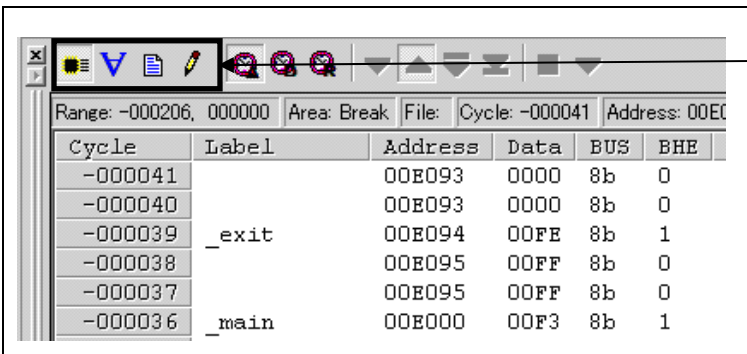 Range: -000206, 000000 Area: Break File: Cycle: -000041 Address: 00E0
Cycle Label Address Data BUS BHE
-000041 00E093 0000 8b 0
-000040 00E093 0000 8b 0
-000039 _exit 00E094 00FE 8b 1
-000038 00E095 00FF 8b 0
-000037 00E095 00FF 8b 0
-000036 _main 00E000 00F3 8b 1